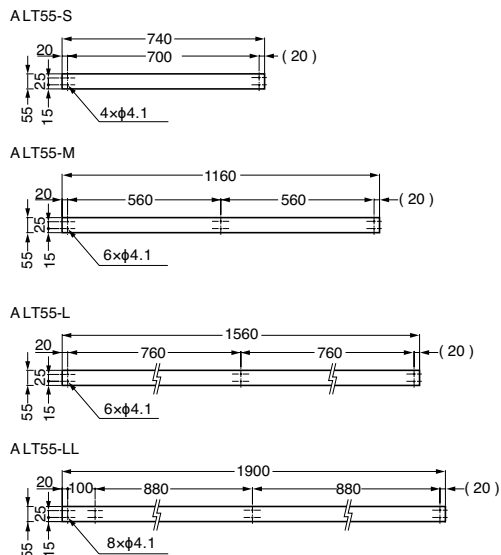 ALT55-S
740
20 700 (20)
55 25 15
4×ϕ4.1
ALT55-M
1160
20 560 560 (20)
55 25 15
6×ϕ4.1
ALT55-L
1560
20 760 760 (20)
55 25 15
6×ϕ4.1
ALT55-LL
1900
20 100 880 880 (20)
55 25 15
8×ϕ4.1